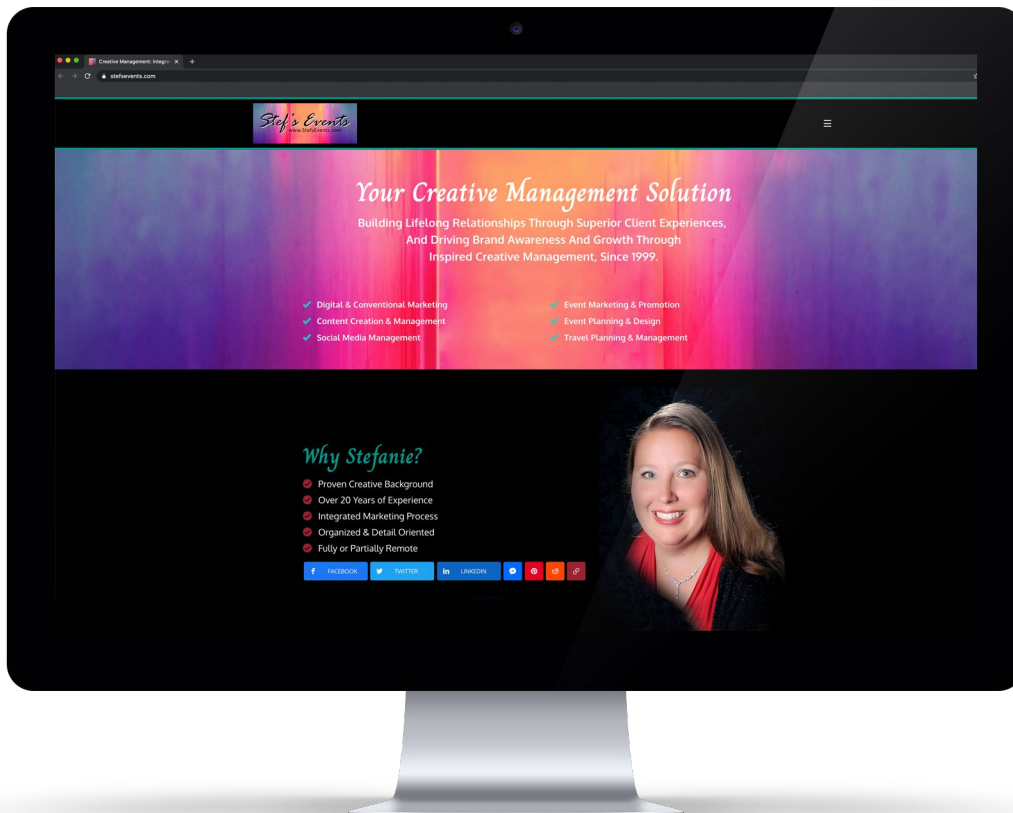 Creative Management: Integra
stefsevents.com
Stef's Events
www.StefsEvents.com
Your Creative Management Solution
Building Lifelong Relationships Through Superior Client Experiences,
And Driving Brand Awareness And Growth Through
Inspired Creative Management, Since 1999.
Digital & Conventional Marketing
Content Creation & Management
Social Media Management
Event Marketing & Promotion
Event Planning & Design
Travel Planning & Management
Why Stefanie?
Proven Creative Background
Over 20 Years of Experience
Integrated Marketing Process
Organized & Detail Oriented
Fully or Partially Remote
FACEBOOK
TWITTER
in LINKEDIN